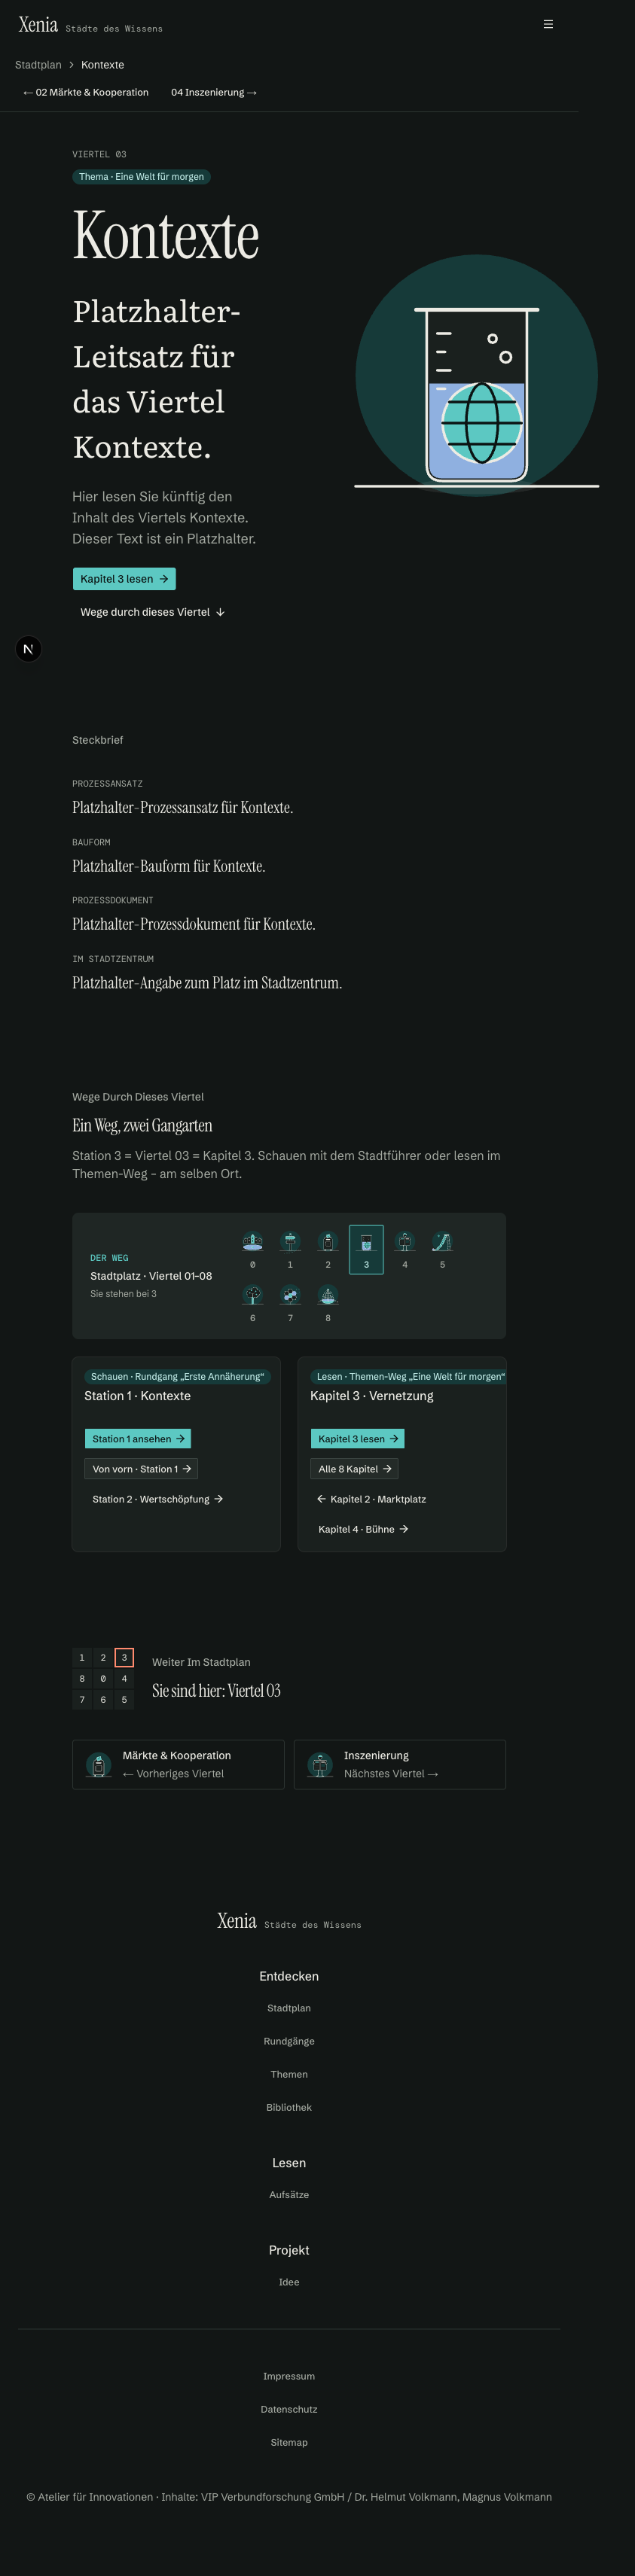 Xenia Städte des Wissens
Stadtplan > Kontexte
← 02 Märkte & Kooperation 04 Inszenierung →
VIERTEL 03
Thema · Eine Welt für morgen
Kontexte
Platzhalter-
Leitsatz für
das Viertel
Kontexte.
Hier lesen Sie künftig den
Inhalt des Viertels Kontexte.
Dieser Text ist ein Platzhalter.
Kapitel 3 lesen →
Wege durch dieses Viertel ↓
N
Steckbrief
PROZESSANSATZ
Platzhalter-Prozessansatz für Kontexte.
BAUFORM
Platzhalter-Bauform für Kontexte.
PROZESSDOKUMENT
Platzhalter-Prozessdokument für Kontexte.
IM STADTZENTRUM
Platzhalter-Angabe zum Platz im Stadtzentrum.
Wege Durch Dieses Viertel
Ein Weg, zwei Gangarten
Station 3 = Viertel 03 = Kapitel 3. Schauen mit dem Stadtführer oder lesen im
Themen-Weg – am selben Ort.
DER WEG
Stadtplatz · Viertel 01–08
Sie stehen bei 3
0 1 2 3 4 5
6 7 8
Schauen · Rundgang „Erste Annäherung“
Station 1 · Kontexte
Station 1 ansehen →
Von vorn · Station 1 →
Station 2 · Wertschöpfung →
Lesen · Themen-Weg „Eine Welt für morgen“
Kapitel 3 · Vernetzung
Kapitel 3 lesen →
Alle 8 Kapitel →
← Kapitel 2 · Marktplatz
Kapitel 4 · Bühne →
1 2 3
8 0 4
7 6 5
Weiter Im Stadtplan
Sie sind hier: Viertel 03
Märkte & Kooperation
← Vorheriges Viertel
Inszenierung
Nächstes Viertel →
Xenia Städte des Wissens
Entdecken
Stadtplan
Rundgänge
Themen
Bibliothek
Lesen
Aufsätze
Projekt
Idee
Impressum
Datenschutz
Sitemap
© Atelier für Innovationen · Inhalte: VIP Verbundforschung GmbH / Dr. Helmut Volkmann, Magnus Volkmann